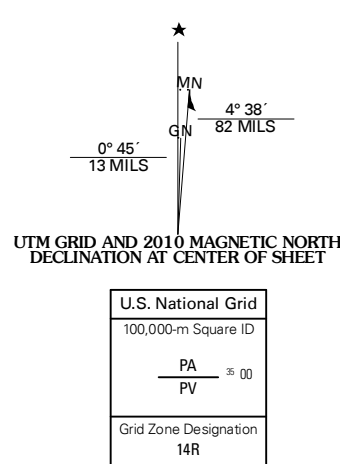 ★
MN
GN
4° 38´
82 MILS
0° 45´
13 MILS
UTM GRID AND 2010 MAGNETIC NORTH
DECLINATION AT CENTER OF SHEET
U.S. National Grid
100,000-m Square ID
PA
35 00
PV
Grid Zone Designation
14R